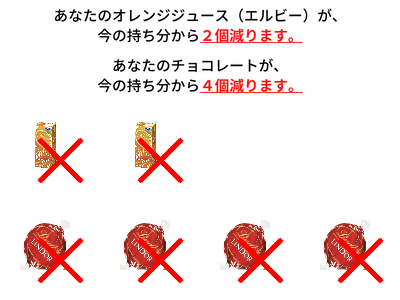 あなたのオレンジジュース（エルビー）が、
今の持ち分から２個減ります。
あなたのチョコレートが、
今の持ち分から４個減ります。
LINDOR
LINDOR
LINDOR
LINDOR